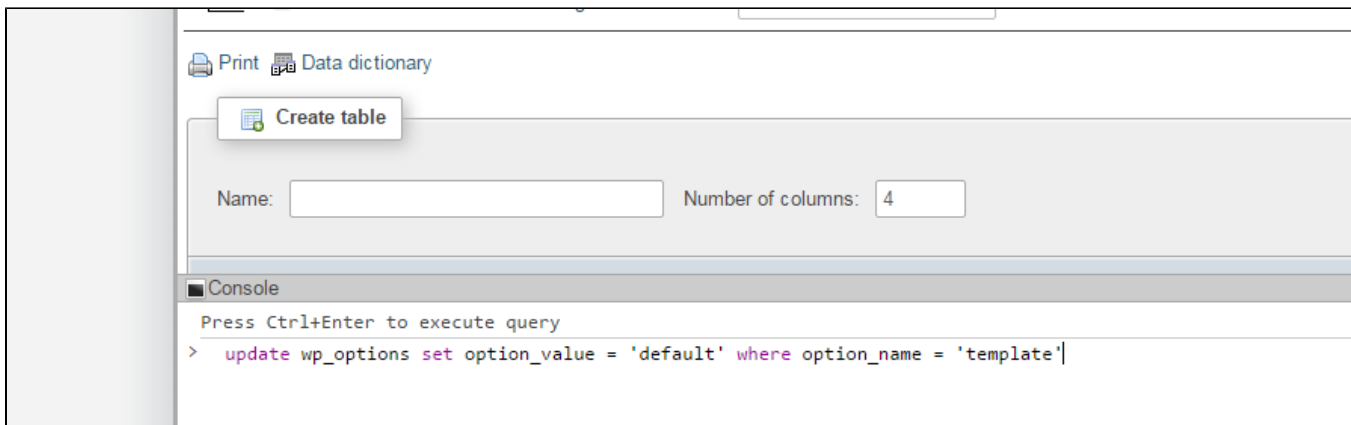 Print Data dictionary
Create table
Name: Number of columns: 4
Console
Press Ctrl+Enter to execute query
> update wp_options set option_value = 'default' where option_name = 'template'